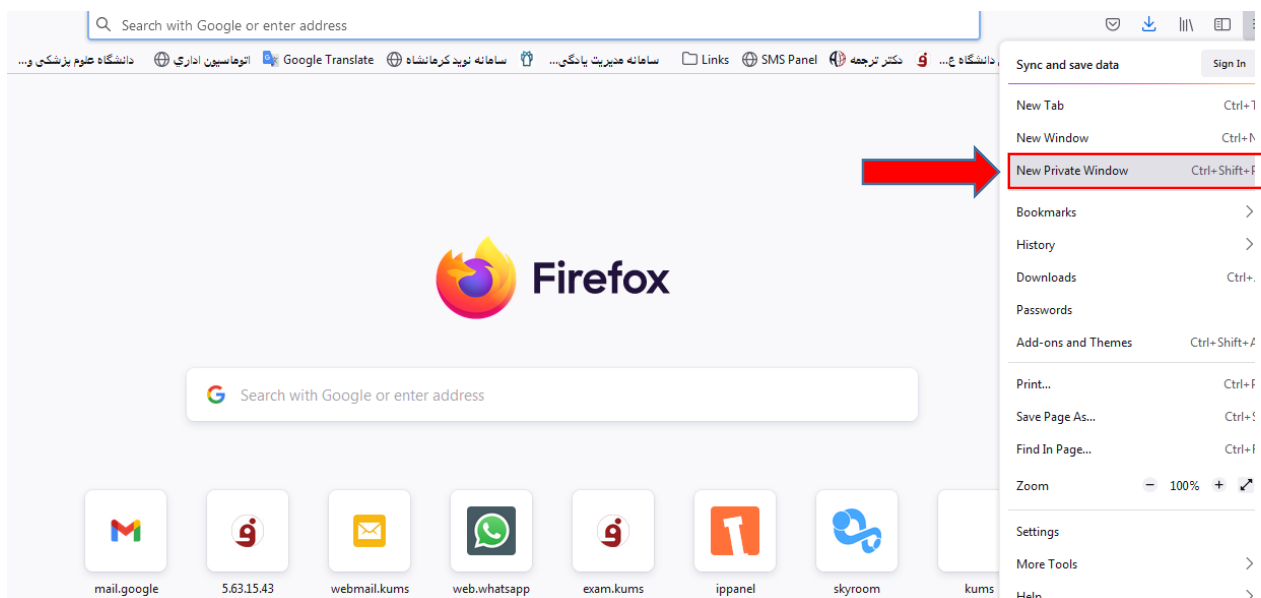 Search with Google or enter address
دانشگاه علوم پزشکی و...
اتوماسیون اداري
Google Translate
سامانه نوید کرمانشاه
سامانه مدیریت یادگی...
Links
SMS Panel
دکتر ترجمه
دانشگاه ع...
Sync and save data Sign In
New Tab Ctrl+T
New Window Ctrl+N
New Private Window Ctrl+Shift+P
Bookmarks
History
Downloads Ctrl+
Passwords
Add-ons and Themes Ctrl+Shift+A
Firefox
Search with Google or enter address
Print... Ctrl+P
Save Page As... Ctrl+S
Find In Page... Ctrl+F
Zoom − 100% +
Settings
More Tools
Help
mail.google
5.63.15.43
webmail.kums
web.whatsapp
exam.kums
ippanel
skyroom
kums